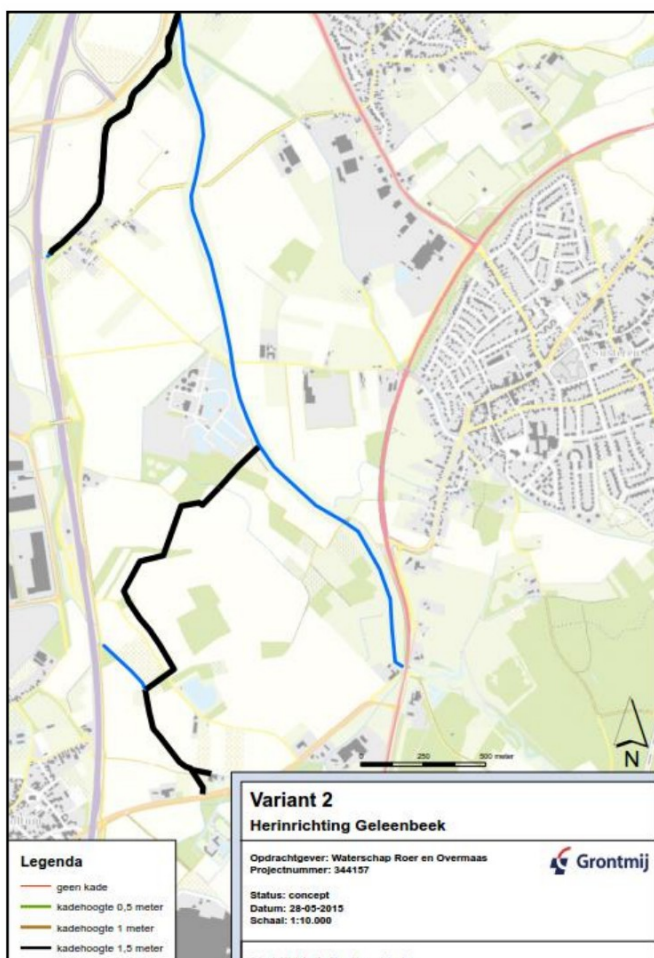 Susteren
0 250 500 meter
N
Variant 2
Herinrichting Geleenbeek
Opdrachtgever: Waterschap Roer en Overmaas
Projectnummer: 344157
Grontmij
Status: concept
Datum: 28-05-2015
Schaal: 1:10.000
Legenda
geen kade
kadehoogte 0,5 meter
kadehoogte 1 meter
kadehoogte 1,5 meter